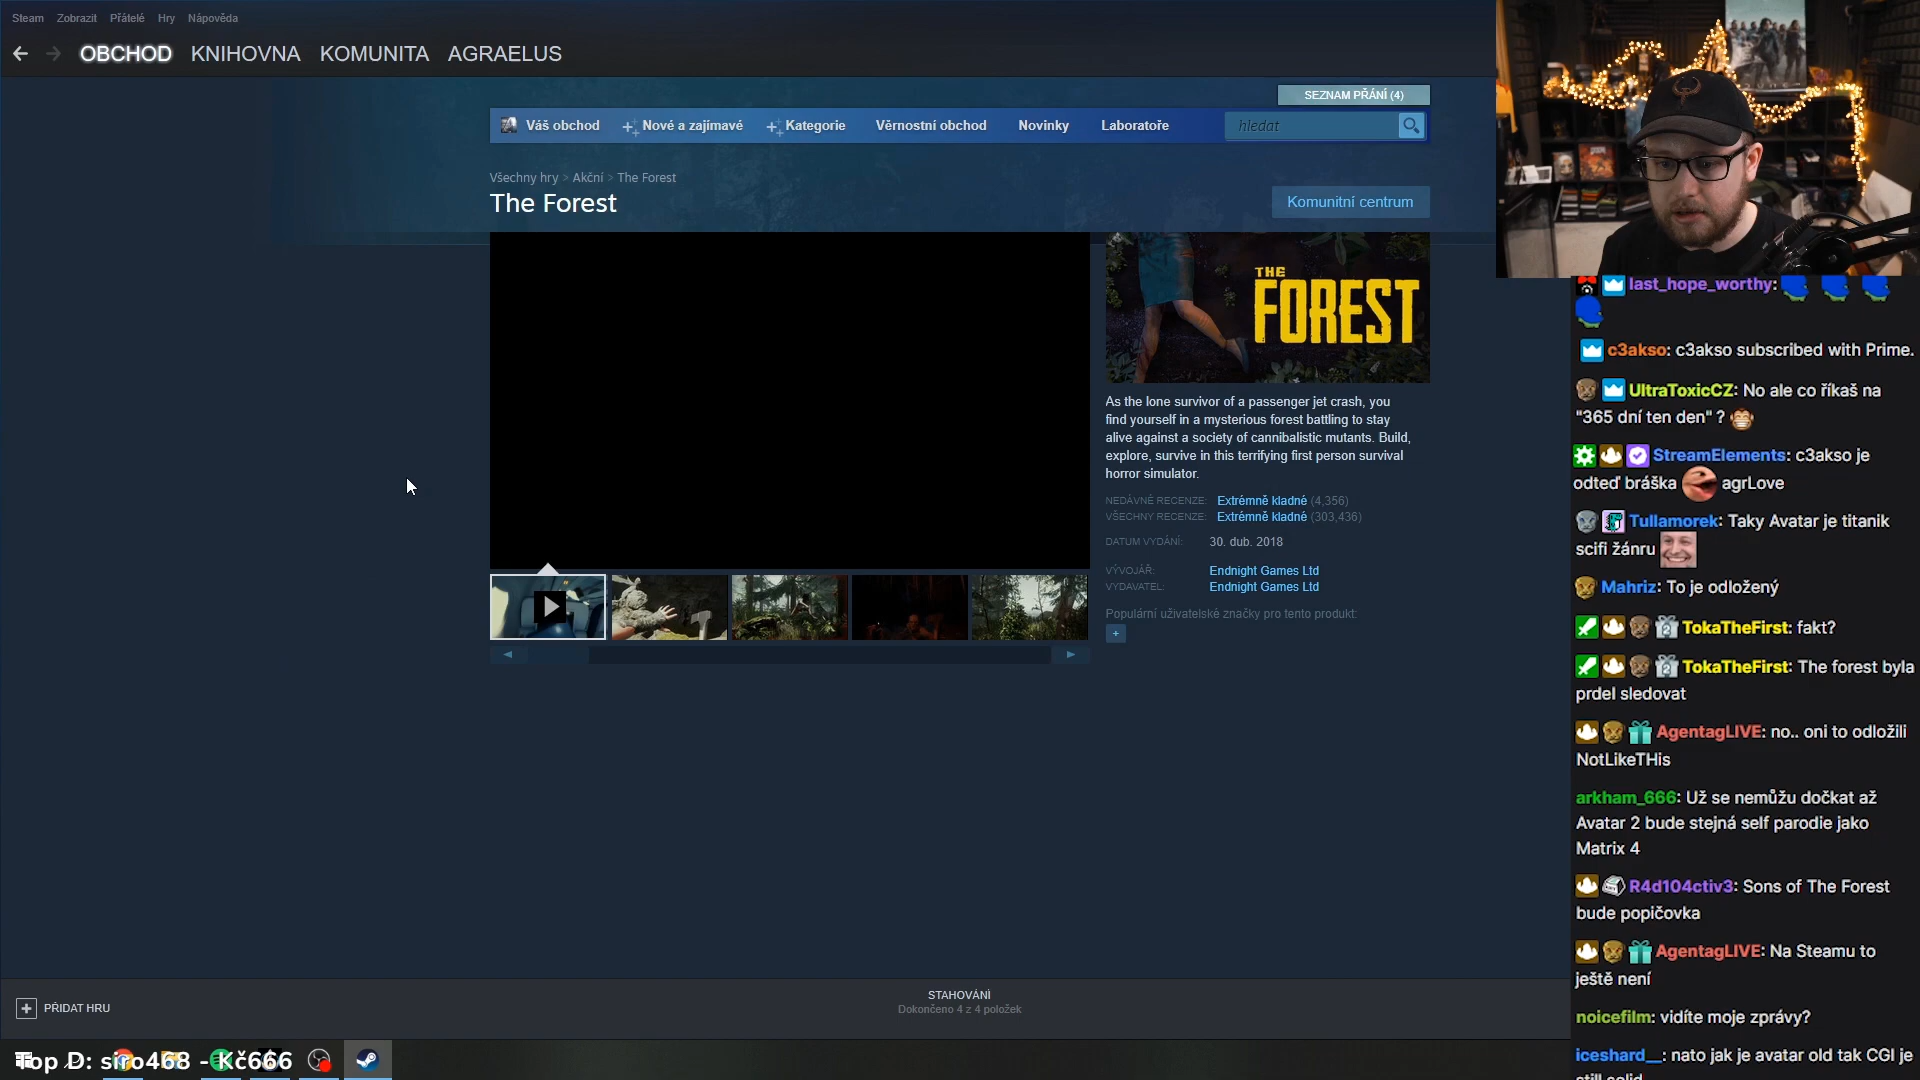 Steam Zobrazit Přátelé Hry Nápověda
OBCHOD KNIHOVNA KOMUNITA AGRAELUS
SEZNAM PŘÁNÍ (4)
Váš obchod Nové a zajímavé Kategorie Věrnostní obchod Novinky Laboratoře hledat
Všechny hry > Akční > The Forest
The Forest
Komunitní centrum
THE
FOREST
As the lone survivor of a passenger jet crash, you
find yourself in a mysterious forest battling to stay
alive against a society of cannibalistic mutants. Build,
explore, survive in this terrifying first person survival
horror simulator.
NEDÁVNÉ RECENZE: Extrémně kladné (4,356)
VŠECHNY RECENZE: Extrémně kladné (303,436)
DATUM VYDÁNÍ: 30. dub. 2018
VÝVOJÁŘ: Endnight Games Ltd
VYDAVATEL: Endnight Games Ltd
Populární uživatelské značky pro tento produkt:
+
PŘIDAT HRU
STAHOVÁNÍ
Dokončeno 4 z 4 položek
Top D: siro468 - Kč666
last_hope_worthy:
c3akso: c3akso subscribed with Prime.
UltraToxicCZ: No ale co říkaš na
"365 dní ten den" ?
StreamElements: c3akso je
odteď bráška agrLove
Tullamorek: Taky Avatar je titanik
scifi žánru
Mahriz: To je odložený
TokaTheFirst: fakt?
TokaTheFirst: The forest byla
prdel sledovat
AgentagLIVE: no.. oni to odložili
NotLikeTHis
arkham_666: Už se nemůžu dočkat až
Avatar 2 bude stejná self parodie jako
Matrix 4
R4d104ctiv3: Sons of The Forest
bude popičovka
AgentagLIVE: Na Steamu to
ještě není
noicefilm: vidíte moje zprávy?
iceshard__: nato jak je avatar old tak CGI je
still solid